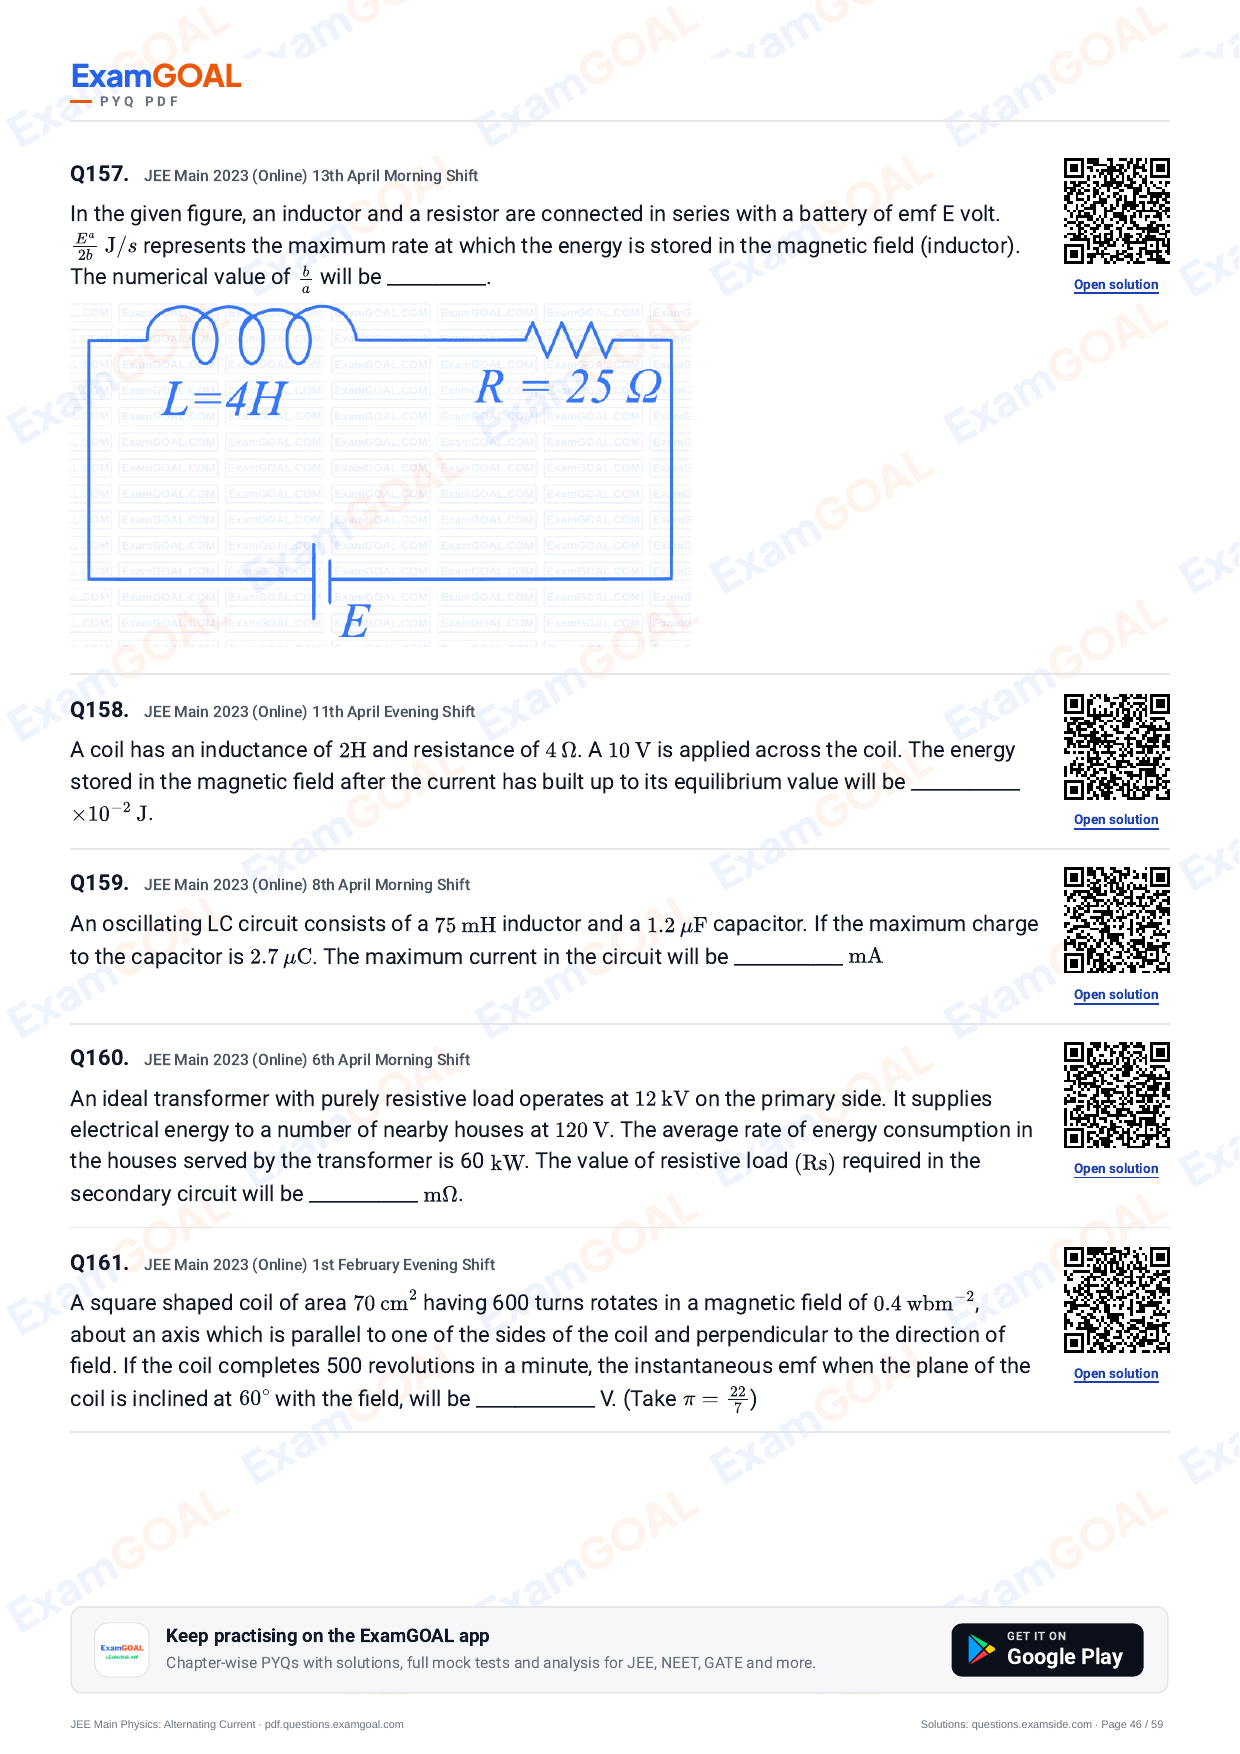 ExamGOAL
PYQ PDF
Q157. JEE Main 2023 (Online) 13th April Morning Shift
In the given figure, an inductor and a resistor are connected in series with a battery of emf E volt.
$\frac{E^a}{2b}$ J/s represents the maximum rate at which the energy is stored in the magnetic field (inductor).
The numerical value of $\frac{b}{a}$ will be _________.
Open solution
L=4H
R = 25 Ω
E
Q158. JEE Main 2023 (Online) 11th April Evening Shift
A coil has an inductance of 2H and resistance of 4 Ω. A 10 V is applied across the coil. The energy
stored in the magnetic field after the current has built up to its equilibrium value will be _________
×10⁻² J.
Open solution
Q159. JEE Main 2023 (Online) 8th April Morning Shift
An oscillating LC circuit consists of a 75 mH inductor and a 1.2 μF capacitor. If the maximum charge
to the capacitor is 2.7 μC. The maximum current in the circuit will be _________ mA
Open solution
Q160. JEE Main 2023 (Online) 6th April Morning Shift
An ideal transformer with purely resistive load operates at 12 kV on the primary side. It supplies
electrical energy to a number of nearby houses at 120 V. The average rate of energy consumption in
the houses served by the transformer is 60 kW. The value of resistive load (Rs) required in the
secondary circuit will be _________ mΩ.
Open solution
Q161. JEE Main 2023 (Online) 1st February Evening Shift
A square shaped coil of area 70 cm² having 600 turns rotates in a magnetic field of 0.4 wbm⁻²,
about an axis which is parallel to one of the sides of the coil and perpendicular to the direction of
field. If the coil completes 500 revolutions in a minute, the instantaneous emf when the plane of the
coil is inclined at 60° with the field, will be _________ V. (Take $\pi = \frac{22}{7}$)
Open solution
ExamGOAL
LEARNING APP
Keep practising on the ExamGOAL app
Chapter-wise PYQs with solutions, full mock tests and analysis for JEE, NEET, GATE and more.
GET IT ON
Google Play
JEE Main Physics: Alternating Current · pdf.questions.examgoal.com
Solutions: questions.examside.com · Page 46 / 59